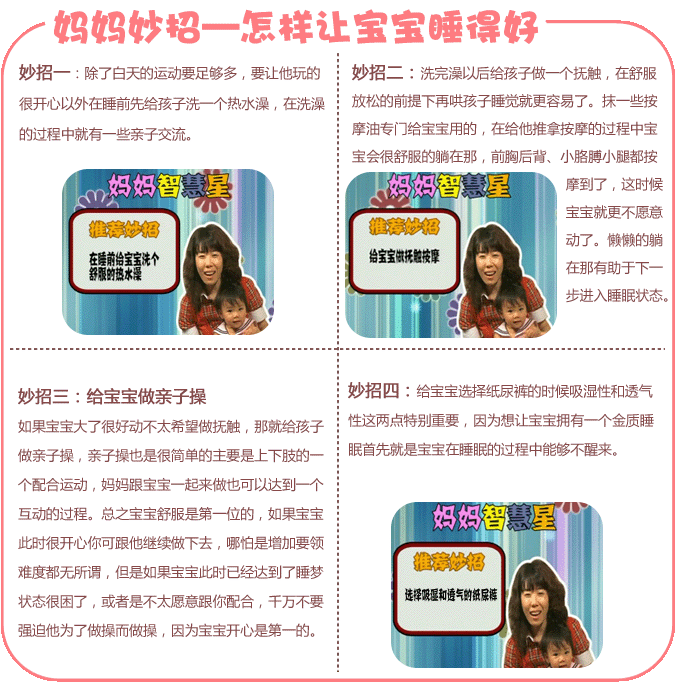 妈妈妙招—怎样让宝宝睡得好
妙招一：除了白天的运动要足够多，要让他玩的
很开心以外在睡前先给孩子洗一个热水澡，在洗澡
的过程中就有一些亲子交流。
妈妈智慧星
推荐妙招
在睡前给宝宝洗个
舒服的热水澡
妙招二：洗完澡以后给孩子做一个抚触，在舒服
放松的前提下再哄孩子睡觉就更容易了。抹一些按
摩油专门给宝宝用的，在给他推拿按摩的过程中宝
宝会很舒服的躺在那，前胸后背、小胳膊小腿都按
摩到了，这时候
宝宝就更不愿意
动了。懒懒的躺
在那有助于下一
步进入睡眠状态。
妈妈智慧星
推荐妙招
给宝宝做抚触按摩
妙招三：给宝宝做亲子操
如果宝宝大了很好动不太希望做抚触，那就给孩子
做亲子操，亲子操也是很简单的主要是上下肢的一
个配合运动，妈妈跟宝宝一起来做也可以达到一个
互动的过程。总之宝宝舒服是第一位的，如果宝宝
此时很开心你可跟他继续做下去，哪怕是增加要领
难度都无所谓，但是如果宝宝此时已经达到了睡梦
状态很困了，或者是不太愿意跟你配合，千万不要
强迫他为了做操而做操，因为宝宝开心是第一的。
妙招四：给宝宝选择纸尿裤的时候吸湿性和透气
性这两点特别重要，因为想让宝宝拥有一个金质睡
眠首先就是宝宝在睡眠的过程中能够不醒来。
妈妈智慧星
推荐妙招
选择吸湿和透气的纸尿裤